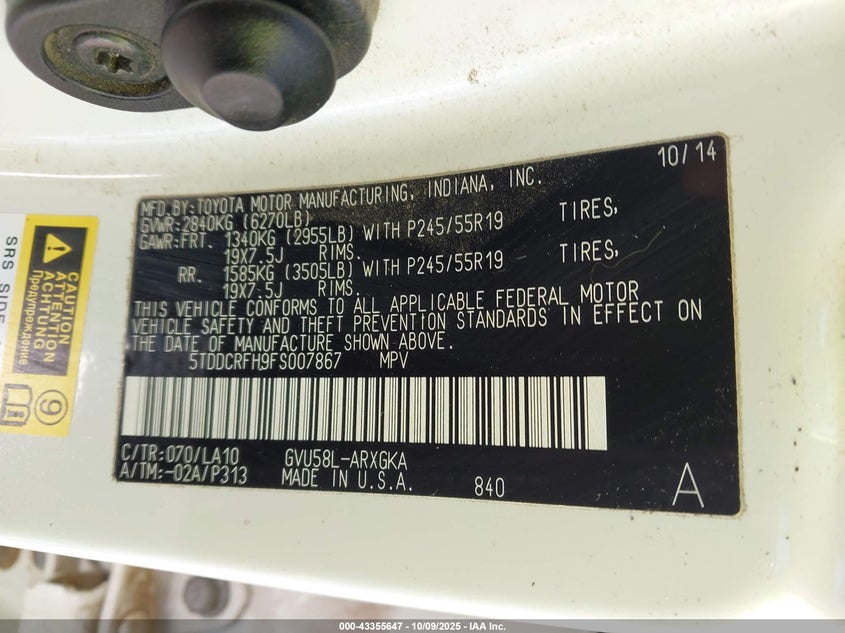 10/14
MFD.BY:TOYOTA MOTOR MANUFACTURING, INDIANA, INC.
GVWR:2840KG (6270LB)
GAWR:FRT. 1340KG (2955LB) WITH P245/55R19 TIRES,
19X7.5J RIMS.
RR. 1585KG (3505LB) WITH P245/55R19 TIRES,
19X7.5J RIMS.
THIS VEHICLE CONFORMS TO ALL APPLICABLE FEDERAL MOTOR
VEHICLE SAFETY AND THEFT PREVENTION STANDARDS IN EFFECT ON
THE DATE OF MANUFACTURE SHOWN ABOVE.
5TDDCRFH9FS007867 MPV
C/TR:070/LA10 GVU58L-ARXGKA
A/TM:-02A/P313 MADE IN U.S.A. 840 A
SRS SIDE
CAUTION
ATTENTION
ACHTUNG
Предупреждение
9
000-43355647 - 10/09/2025 - IAA Inc.